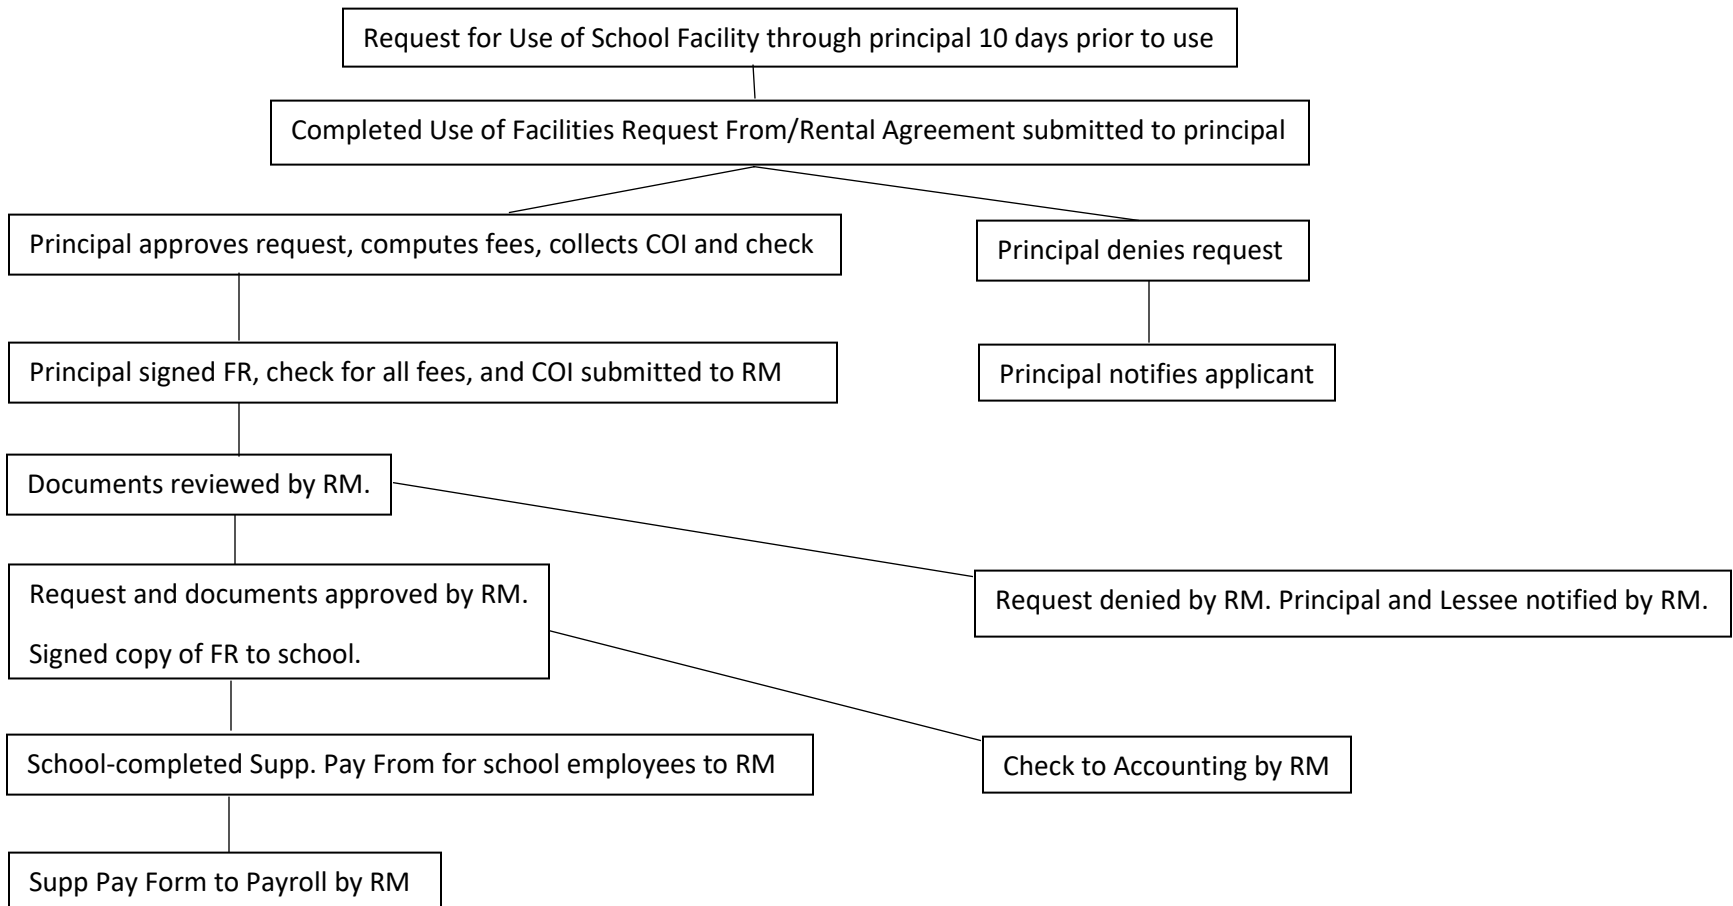 Request for Use of School Facility through principal 10 days prior to use
Completed Use of Facilities Request From/Rental Agreement submitted to principal
Principal approves request, computes fees, collects COI and check
Principal denies request
Principal signed FR, check for all fees, and COI submitted to RM
Principal notifies applicant
Documents reviewed by RM.
Request and documents approved by RM.
Signed copy of FR to school.
Request denied by RM. Principal and Lessee notified by RM.
School-completed Supp. Pay From for school employees to RM
Check to Accounting by RM
Supp Pay Form to Payroll by RM